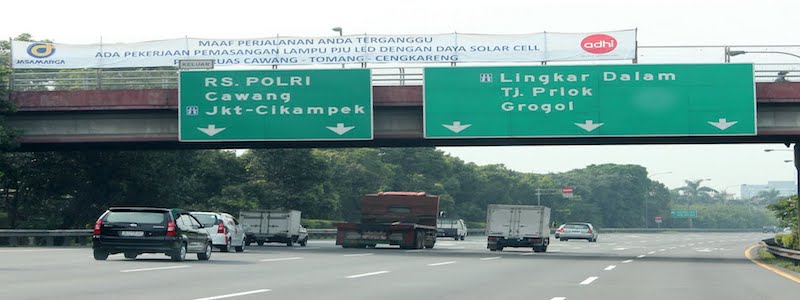 MAAF PERJALANAN ANDA TERGANGGU
ADA PEKERJAAN PEMASANGAN LAMPU PJU LED DENGAN DAYA SOLAR CELL
RUAS CAWANG - TOMANG - CENGKARENG
JASAMARGA
adhi
KELUAR
RS. POLRI
Cawang
Jkt-Cikampek
Lingkar Dalam
Tj. Priok
Grogol